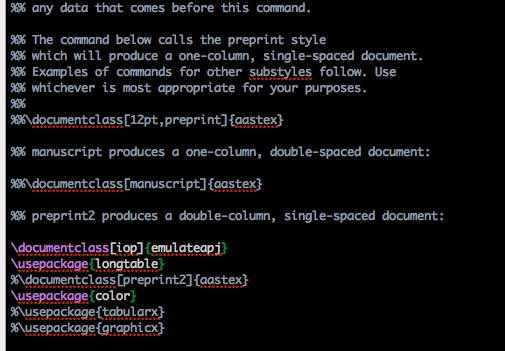 %% any data that comes before this command.
%% The command below calls the preprint style
%% which will produce a one-column, single-spaced document.
%% Examples of commands for other substyles follow. Use
%% whichever is most appropriate for your purposes.
%%
%%\documentclass[12pt,preprint]{aastex}
%% manuscript produces a one-column, double-spaced document:
%%\documentclass[manuscript]{aastex}
%% preprint2 produces a double-column, single-spaced document:
\documentclass[iop]{emulateapj}
\usepackage{longtable}
%\documentclass[preprint2]{aastex}
\usepackage{color}
%\usepackage{tabularx}
%\usepackage{graphicx}